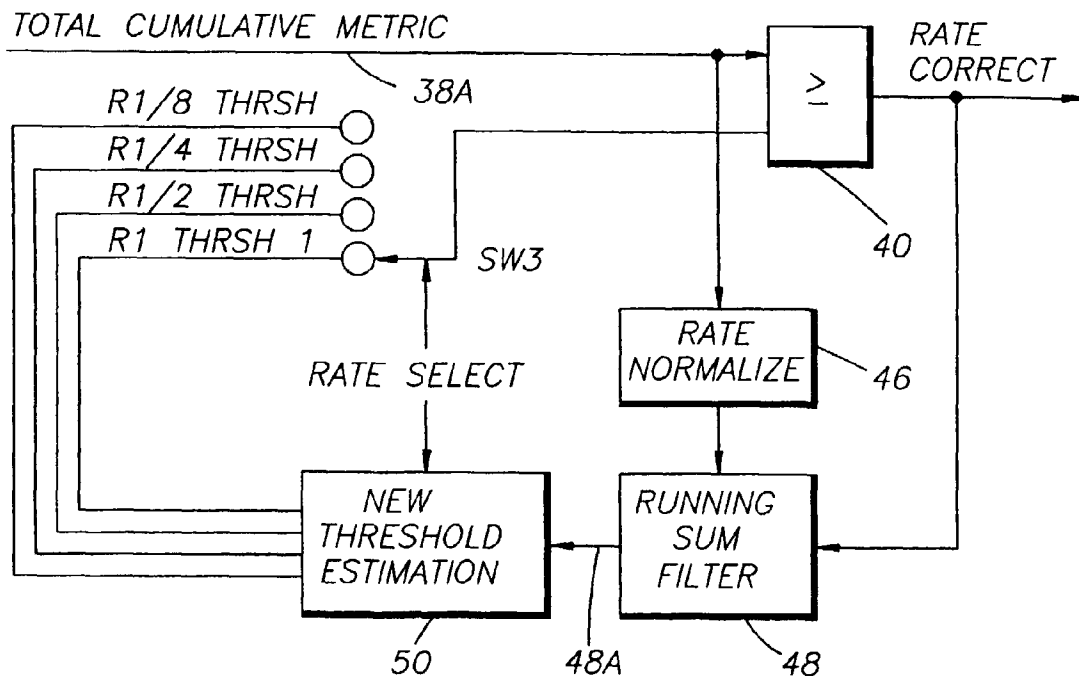 TOTAL CUMULATIVE METRIC
RATE
CORRECT
38A
≥
R1/8 THRSH
R1/4 THRSH
R1/2 THRSH
R1 THRSH 1
SW3
40
RATE
NORMALIZE
46
RATE SELECT
NEW
THRESHOLD
ESTIMATION
RUNNING
SUM
FILTER
50
48A
48